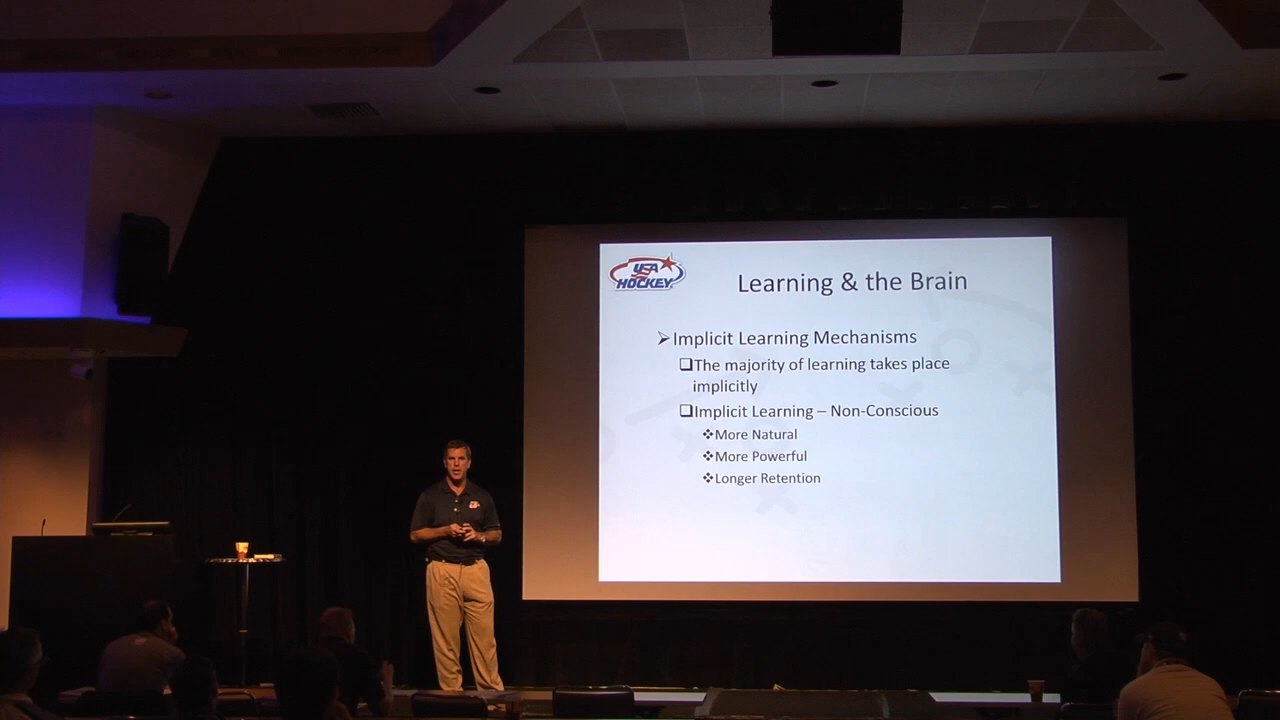 USA
HOCKEY
Learning & the Brain
Implicit Learning Mechanisms
The majority of learning takes place
implicitly
Implicit Learning – Non-Conscious
More Natural
More Powerful
Longer Retention